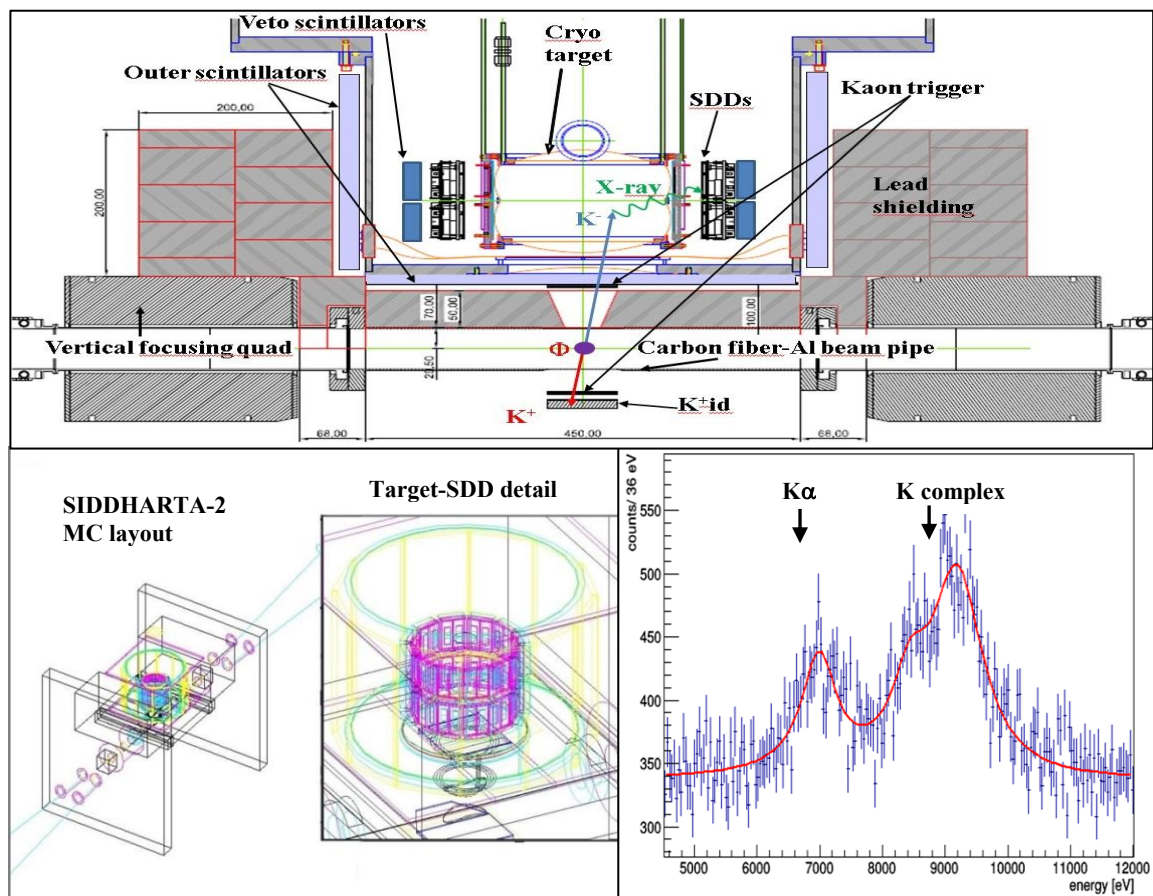 Veto scintillators
Cryo
target
Outer scintillators
Kaon trigger
SDDs
200,00
200,00
X-ray
K-
Lead
shielding
70,00
50,00
100,00
Vertical focusing quad
Φ
29,50
Carbon fiber-Al beam pipe
K+
K+id
68,00
450,00
68,00
SIDDHARTA-2
MC layout
Target-SDD detail
Kα
K complex
counts/ 36 eV
550
500
450
400
350
300
5000 6000 7000 8000 9000 10000 11000 12000
energy [eV]